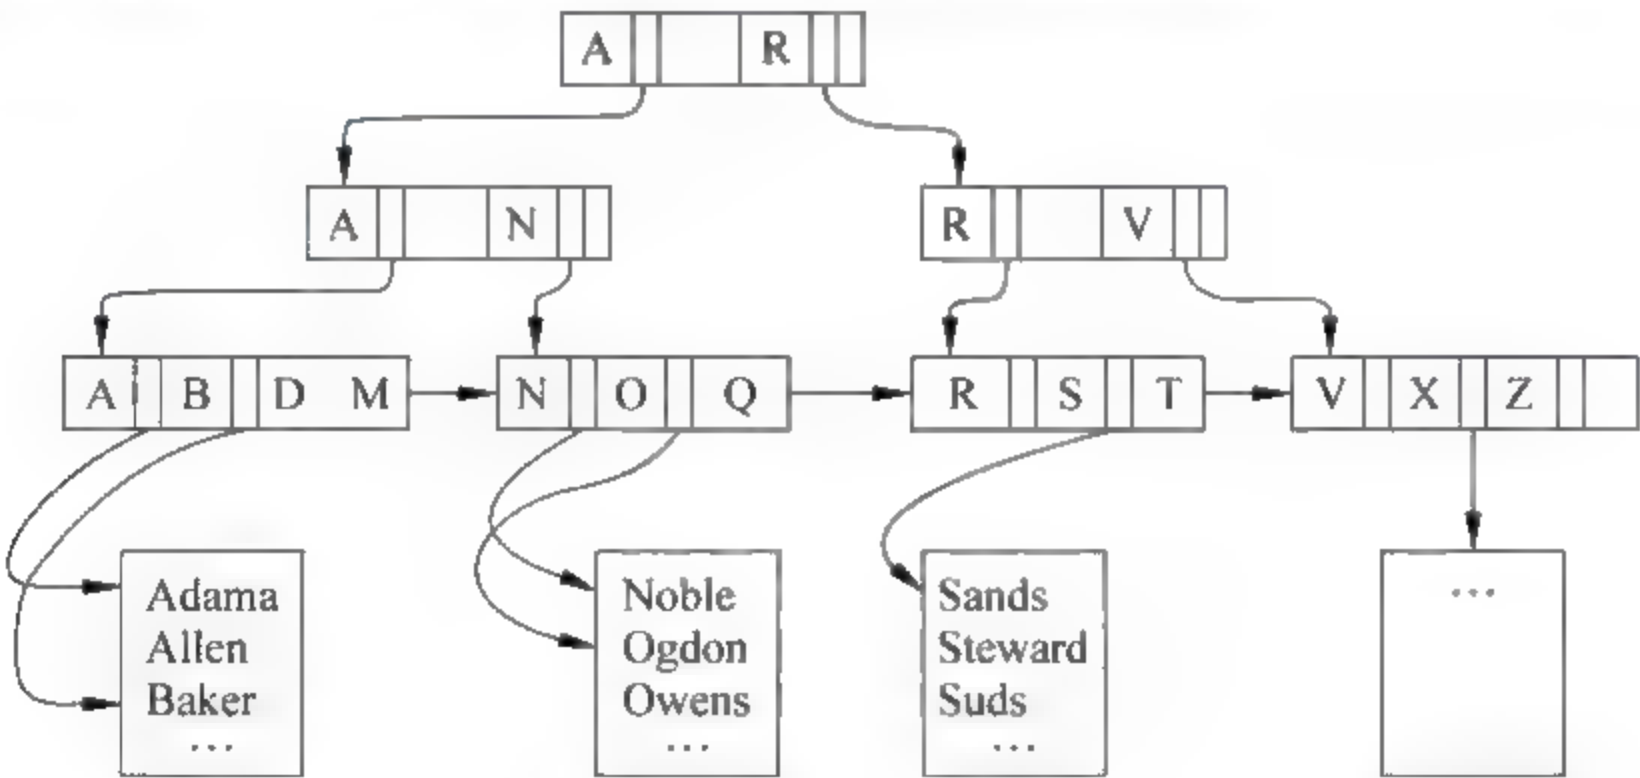 A R
A N R V
A B D M N O Q R S T V X Z
Adama
Allen
Baker
...
Noble
Ogdon
Owens
...
Sands
Steward
Suds
...
...